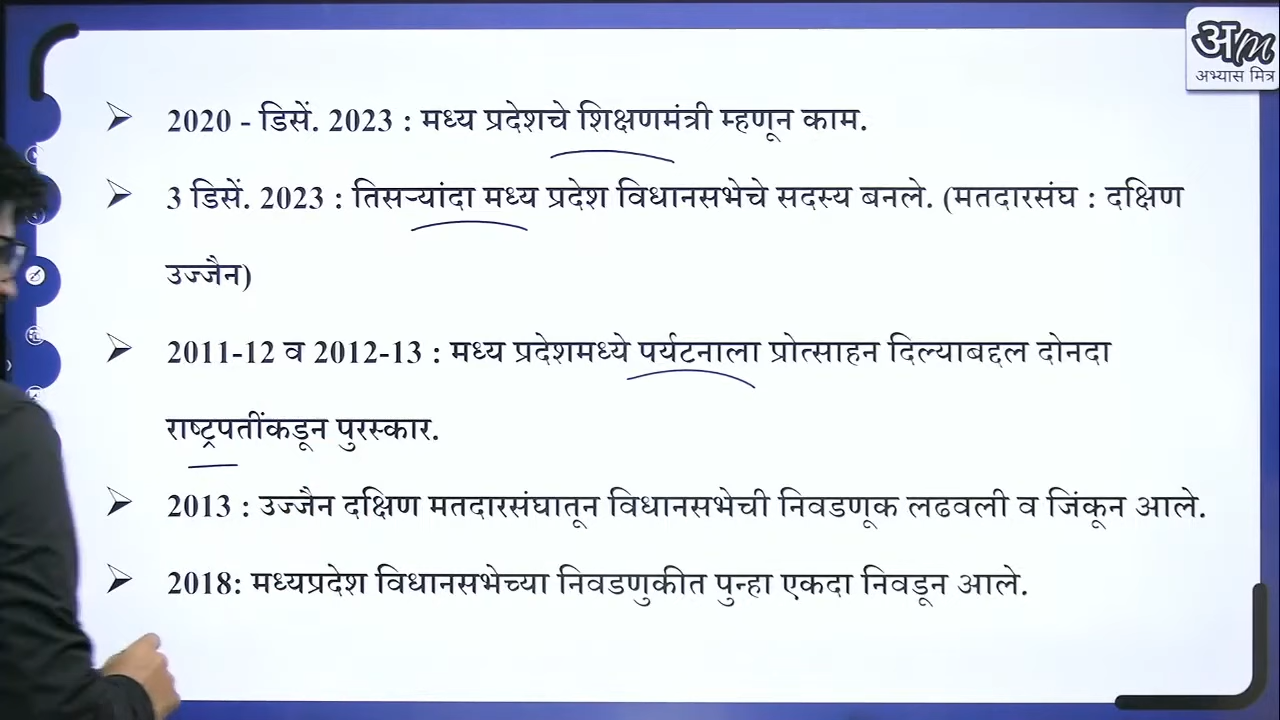 अm
अभ्यास मित्र
2020 - डिसें. 2023 : मध्य प्रदेशचे शिक्षणमंत्री म्हणून काम.
3 डिसें. 2023 : तिसऱ्यांदा मध्य प्रदेश विधानसभेचे सदस्य बनले. (मतदारसंघ : दक्षिण
उज्जैन)
2011-12 व 2012-13 : मध्य प्रदेशमध्ये पर्यटनाला प्रोत्साहन दिल्याबद्दल दोनदा
राष्ट्रपतींकडून पुरस्कार.
2013 : उज्जैन दक्षिण मतदारसंघातून विधानसभेची निवडणूक लढवली व जिंकून आले.
2018: मध्यप्रदेश विधानसभेच्या निवडणुकीत पुन्हा एकदा निवडून आले.